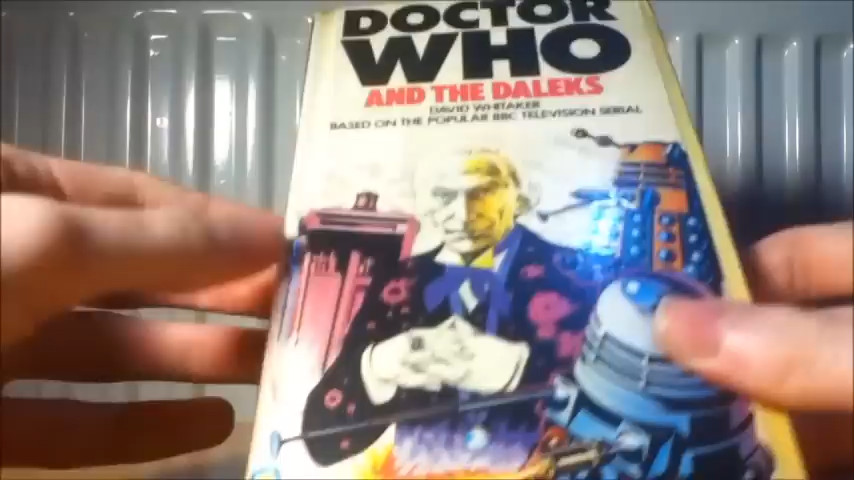 DOCTOR
WHO
AND THE DALEKS
DAVID WHITAKER
BASED ON THE POPULAR BBC TELEVISION SERIAL